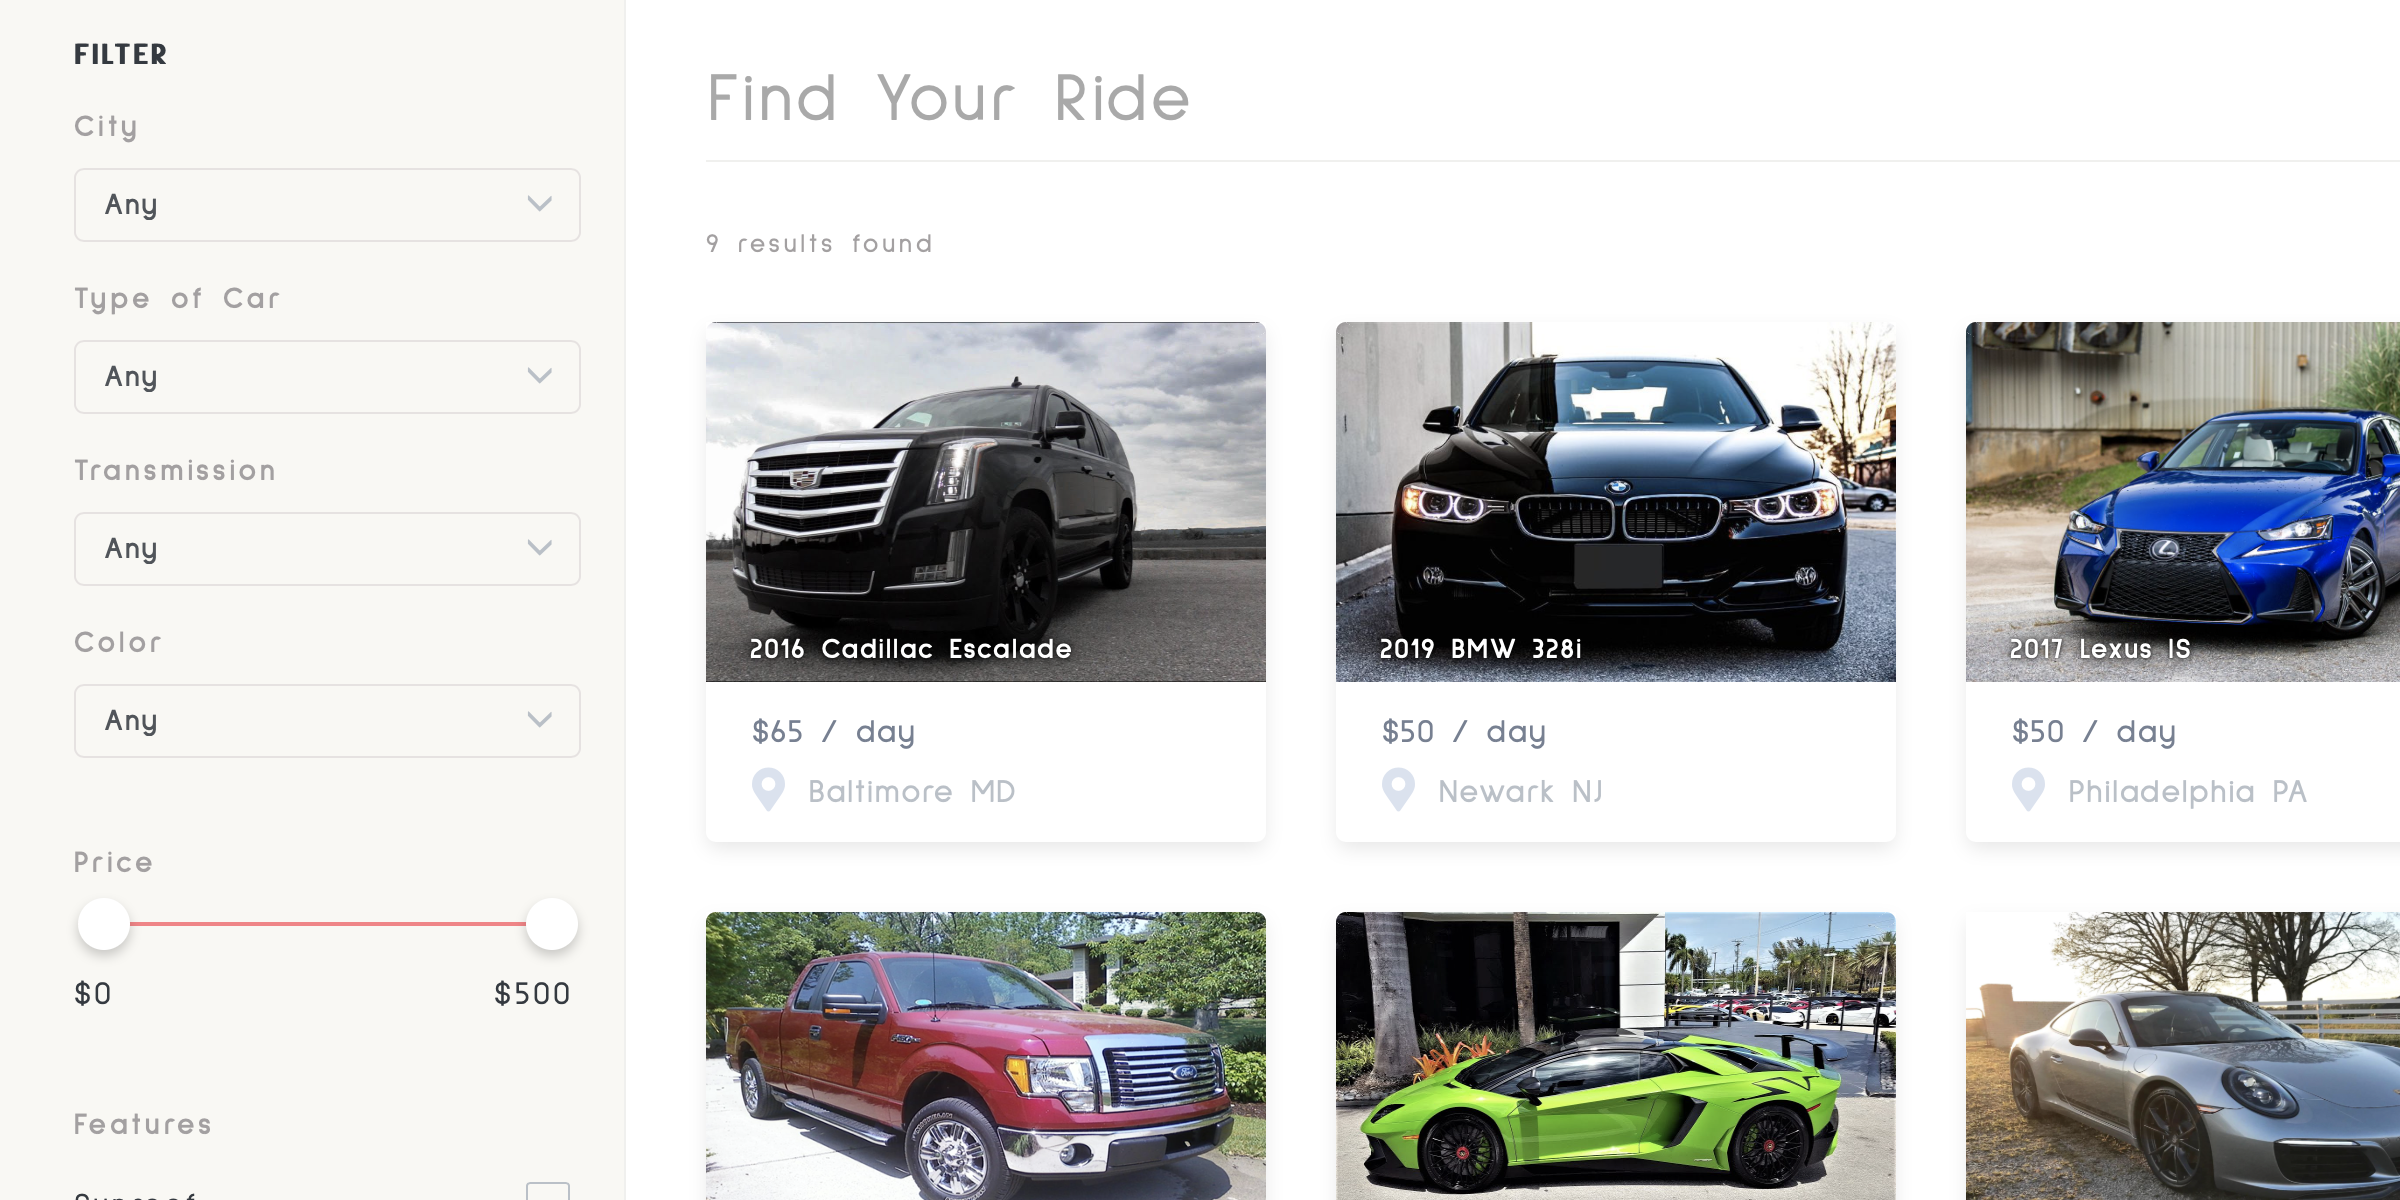 FILTER
City
Any
Type of Car
Any
Transmission
Any
Color
Any
Price
$0 $500
Features
Sunroof
Find Your Ride
9 results found
2016 Cadillac Escalade
$65 / day
Baltimore MD
2019 BMW 328i
$50 / day
Newark NJ
2017 Lexus IS
$50 / day
Philadelphia PA
Ford